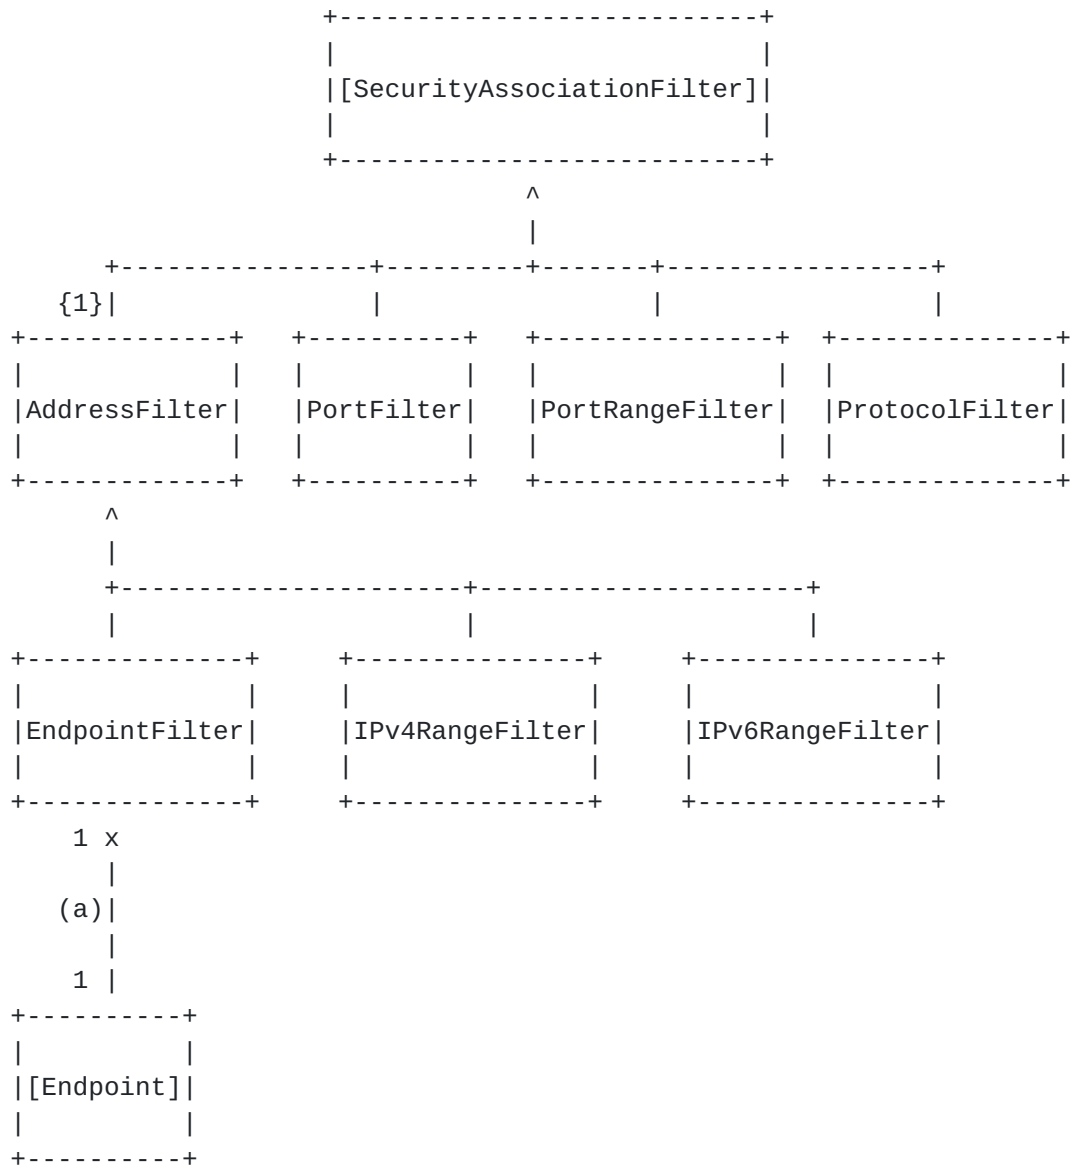 +---------------------------+
                    |                           |
                    |[SecurityAssociationFilter]|
                    |                           |
                    +---------------------------+
                                 ^
                                 |
      +----------------+---------+-------+-----------------+
   {1}|                |                 |                 |
+-------------+   +----------+   +---------------+  +--------------+
|             |   |          |   |               |  |              |
|AddressFilter|   |PortFilter|   |PortRangeFilter|  |ProtocolFilter|
|             |   |          |   |               |  |              |
+-------------+   +----------+   +---------------+  +--------------+
      ^
      |
      +----------------------+---------------------+
      |                      |                     |
+--------------+     +---------------+     +---------------+
|              |     |               |     |               |
|EndpointFilter|     |IPv4RangeFilter|     |IPv6RangeFilter|
|              |     |               |     |               |
+--------------+     +---------------+     +---------------+
    1 x
      |
   (a)|
      |
    1 |
+----------+
|          |
|[Endpoint]|
|          |
+----------+